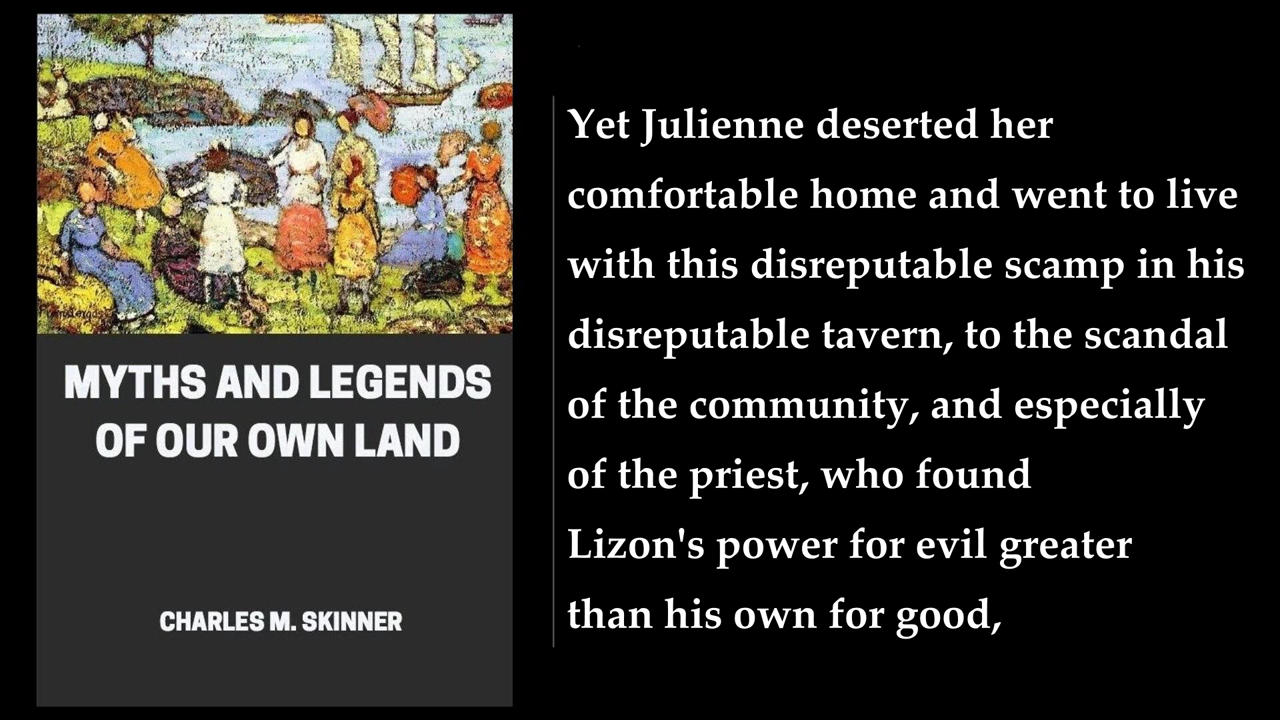 MYTHS AND LEGENDS
OF OUR OWN LAND
CHARLES M. SKINNER
Yet Julienne deserted her
comfortable home and went to live
with this disreputable scamp in his
disreputable tavern, to the scandal
of the community, and especially
of the priest, who found
Lizon's power for evil greater
than his own for good,